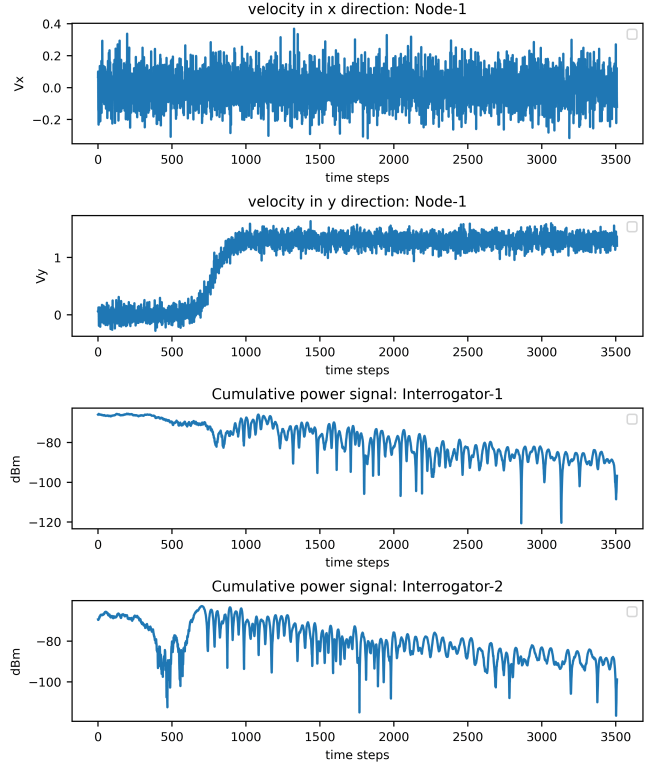 velocity in x direction: Node-1
0.4
0.2
0.0
−0.2
Vx
0 500 1000 1500 2000 2500 3000 3500
time steps
velocity in y direction: Node-1
1
0
Vy
0 500 1000 1500 2000 2500 3000 3500
time steps
Cumulative power signal: Interrogator-1
−80
−100
−120
dBm
0 500 1000 1500 2000 2500 3000 3500
time steps
Cumulative power signal: Interrogator-2
−80
−100
dBm
0 500 1000 1500 2000 2500 3000 3500
time steps